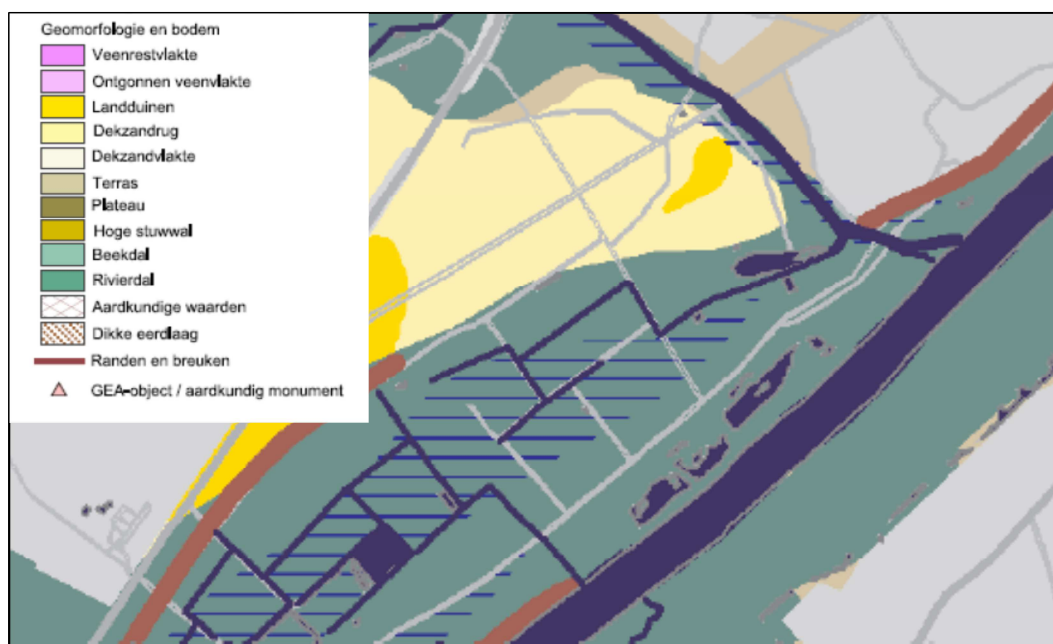 Geomorfologie en bodem
Veenrestvlakte
Ontgonnen veenvlakte
Landduinen
Dekzandrug
Dekzandvlakte
Terras
Plateau
Hoge stuwwal
Beekdal
Rivierdal
Aardkundige waarden
Dikke eerdlaag
Randen en breuken
GEA-object / aardkundig monument